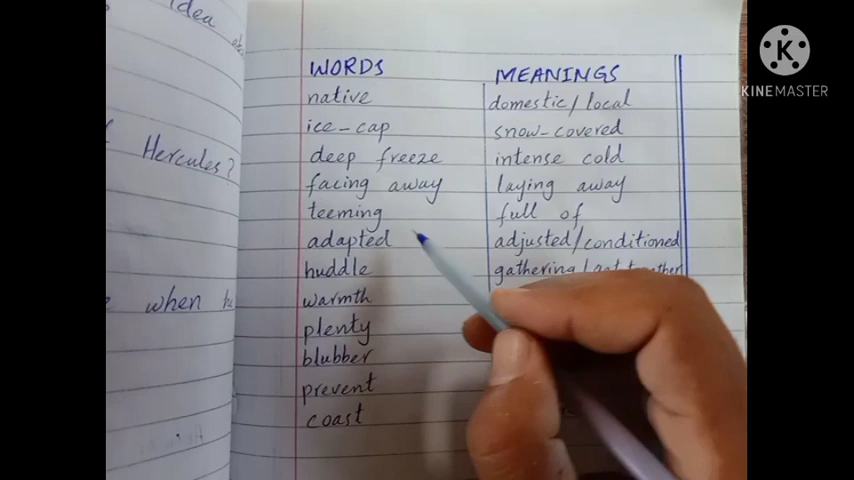 idea
Hercules?
when
WORDS MEANINGS
native domestic/local
ice-cap snow-covered
deep freeze intense cold
facing away laying away
teeming full of
adapted adjusted/conditioned
huddle gathering/
warmth
plenty
blubber
prevent
coast
K
KINEMASTER